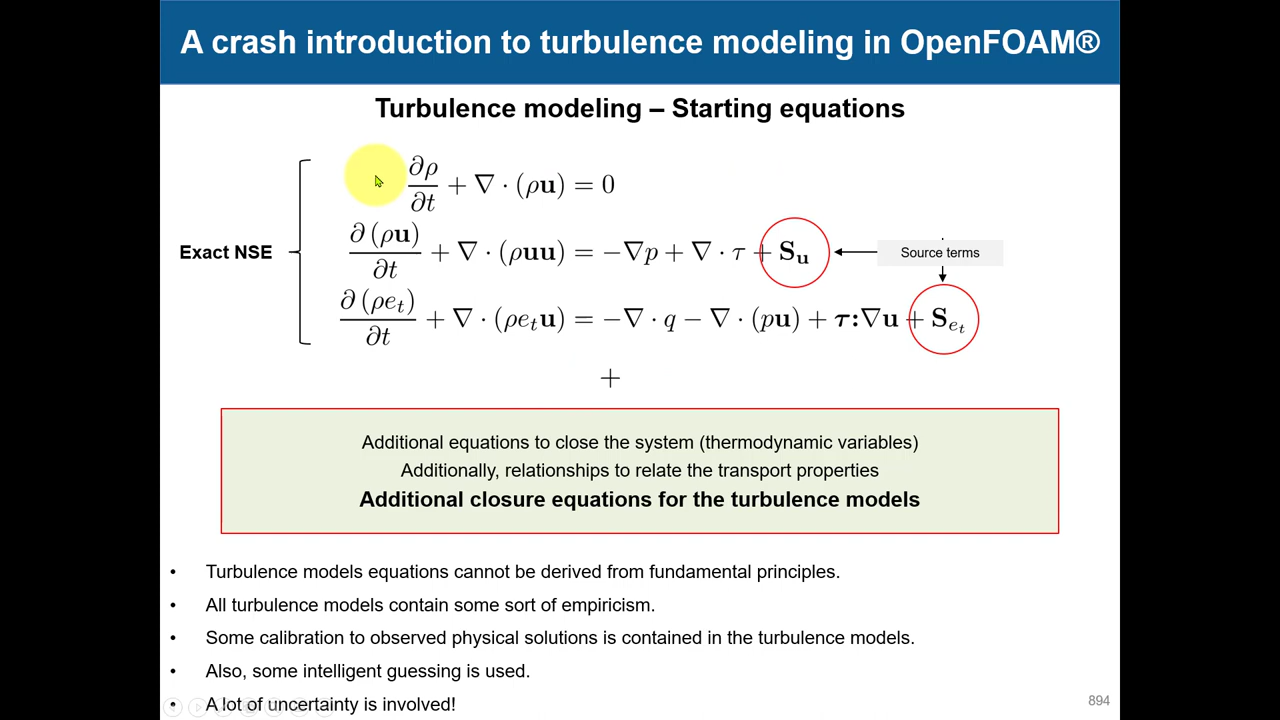 A crash introduction to turbulence modeling in OpenFOAM®
Turbulence modeling – Starting equations
∂ρ/∂t + ∇ · (ρu) = 0
Exact NSE
∂(ρu)/∂t + ∇ · (ρuu) = −∇p + ∇ · τ + S_u
Source terms
∂(ρe_t)/∂t + ∇ · (ρe_t u) = −∇ · q − ∇ · (pu) + τ:∇u + S_{e_t}
+
Additional equations to close the system (thermodynamic variables)
Additionally, relationships to relate the transport properties
Additional closure equations for the turbulence models
• Turbulence models equations cannot be derived from fundamental principles.
• All turbulence models contain some sort of empiricism.
• Some calibration to observed physical solutions is contained in the turbulence models.
• Also, some intelligent guessing is used.
• A lot of uncertainty is involved!
894